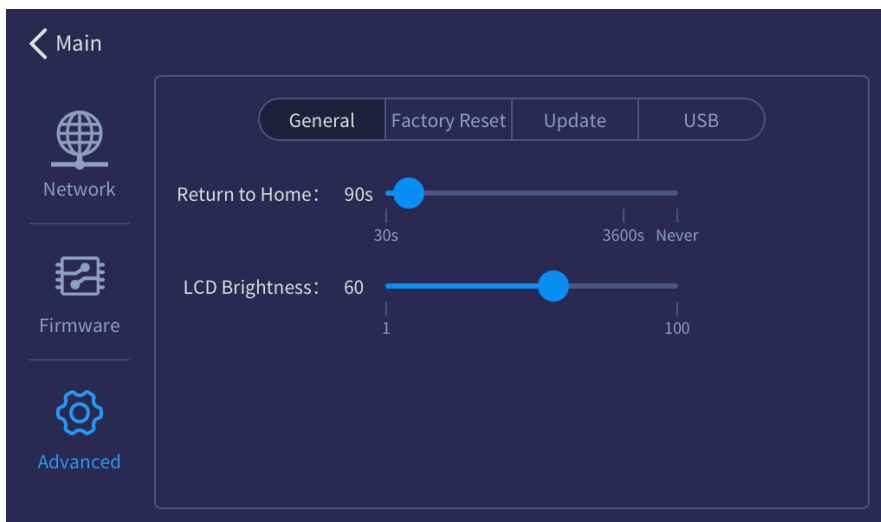 Main
General Factory Reset Update USB
Network
Return to Home: 90s
30s 3600s Never
LCD Brightness: 60
1 100
Firmware
Advanced